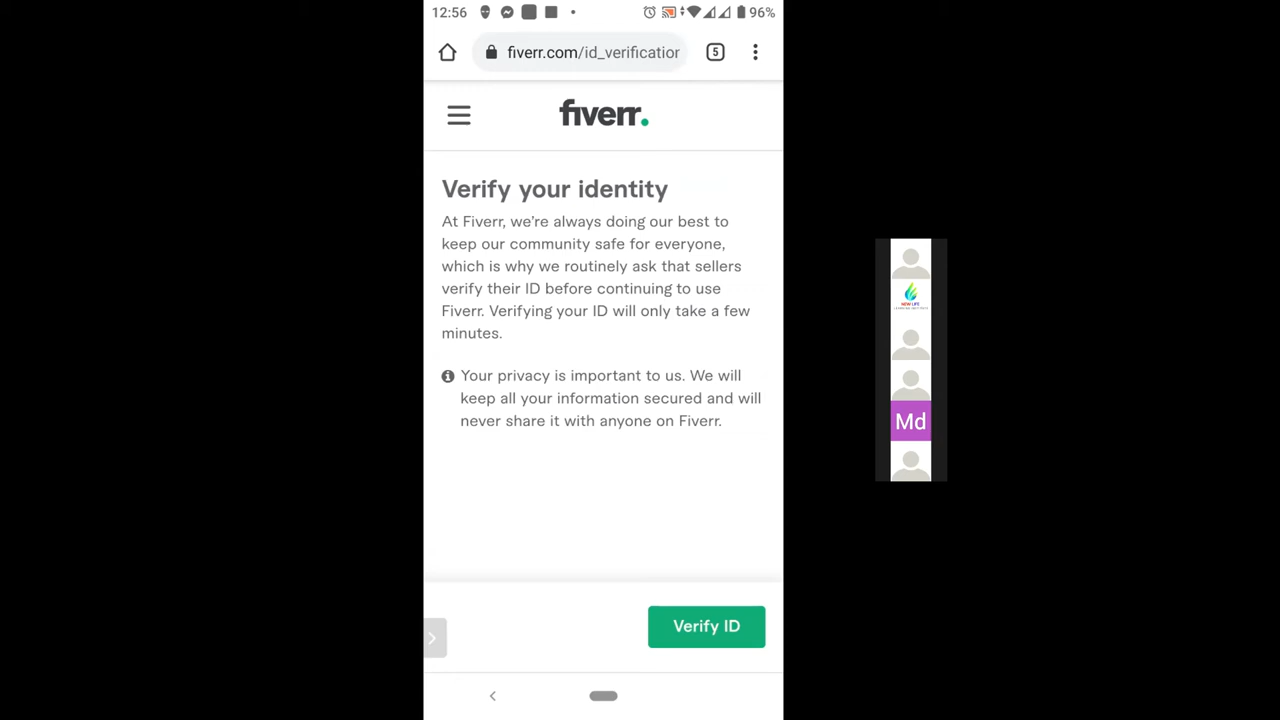 12:56
96%
fiverr.com/id_verification
5
fiverr.
Verify your identity
At Fiverr, we're always doing our best to
keep our community safe for everyone,
which is why we routinely ask that sellers
verify their ID before continuing to use
Fiverr. Verifying your ID will only take a few
minutes.
Your privacy is important to us. We will
keep all your information secured and will
never share it with anyone on Fiverr.
Verify ID
NEW LIFE
Md